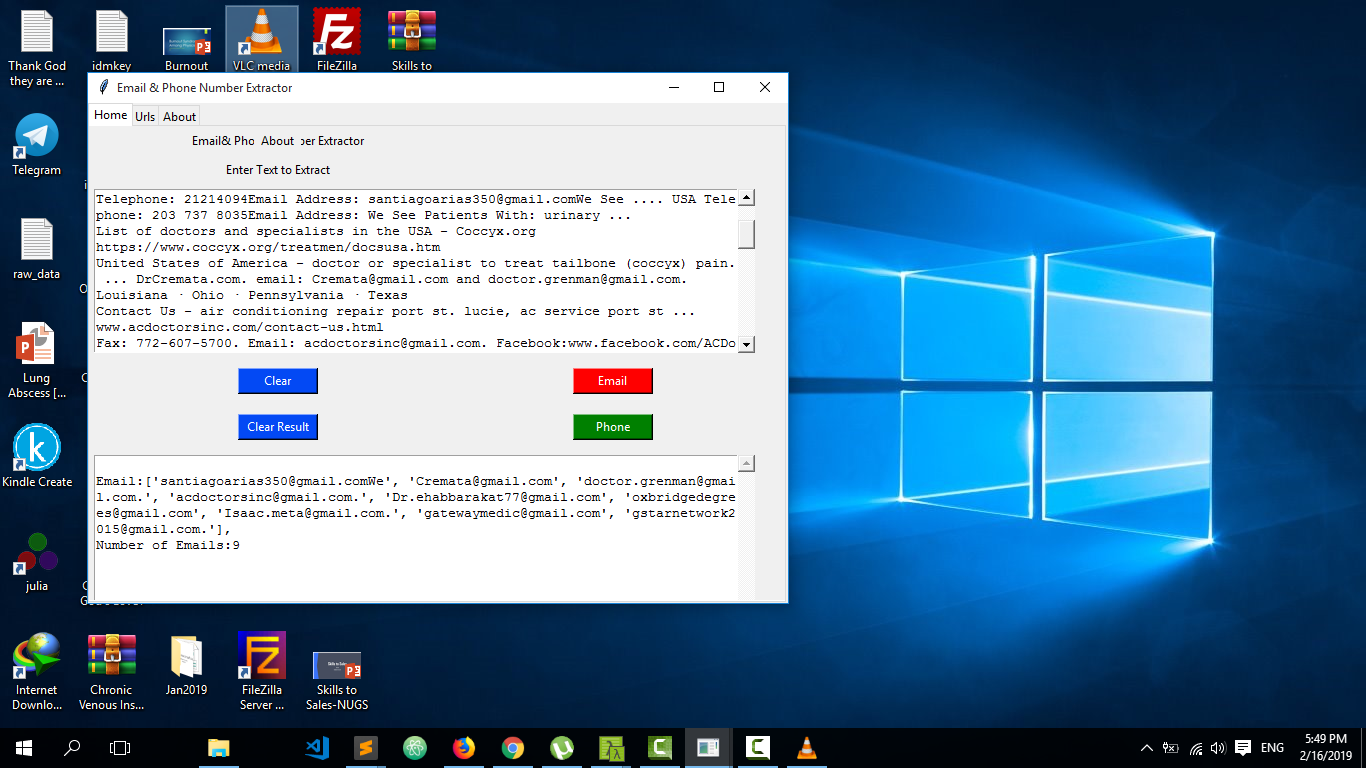 Thank God
they are ...
idmkey
Burnout
VLC media
FileZilla
Skills to
Email & Phone Number Extractor
Home
Urls
About
Email& Pho
About
per Extractor
Enter Text to Extract
Telephone: 21214094Email Address: santiagoarias350@gmail.comWe See .... USA Tele
phone: 203 737 8035Email Address: We See Patients With: urinary ...
List of doctors and specialists in the USA - Coccyx.org
https://www.coccyx.org/treatmen/docsusa.htm
United States of America - doctor or specialist to treat tailbone (coccyx) pain.
... DrCremata.com. email: Cremata@gmail.com and doctor.grenman@gmail.com.
Louisiana · Ohio · Pennsylvania · Texas
Contact Us - air conditioning repair port st. lucie, ac service port st ...
www.acdoctorsinc.com/contact-us.html
Fax: 772-607-5700. Email: acdoctorsinc@gmail.com. Facebook:www.facebook.com/ACDo
Clear
Email
Clear Result
Phone
Email:['santiagoarias350@gmail.comWe', 'Cremata@gmail.com', 'doctor.grenman@gmai
l.com.', 'acdoctorsinc@gmail.com.', 'Dr.ehabbarakat77@gmail.com', 'oxbridgedegre
es@gmail.com', 'Isaac.meta@gmail.com.', 'gatewaymedic@gmail.com', 'gstarnetwork2
015@gmail.com.'],
Number of Emails:9
Telegram
raw_data
Lung
Abscess [...
Kindle Create
julia
Internet
Downlo...
Chronic
Venous Ins...
Jan2019
FileZilla
Server ...
Skills to
Sales-NUGS
ENG
5:49 PM
2/16/2019